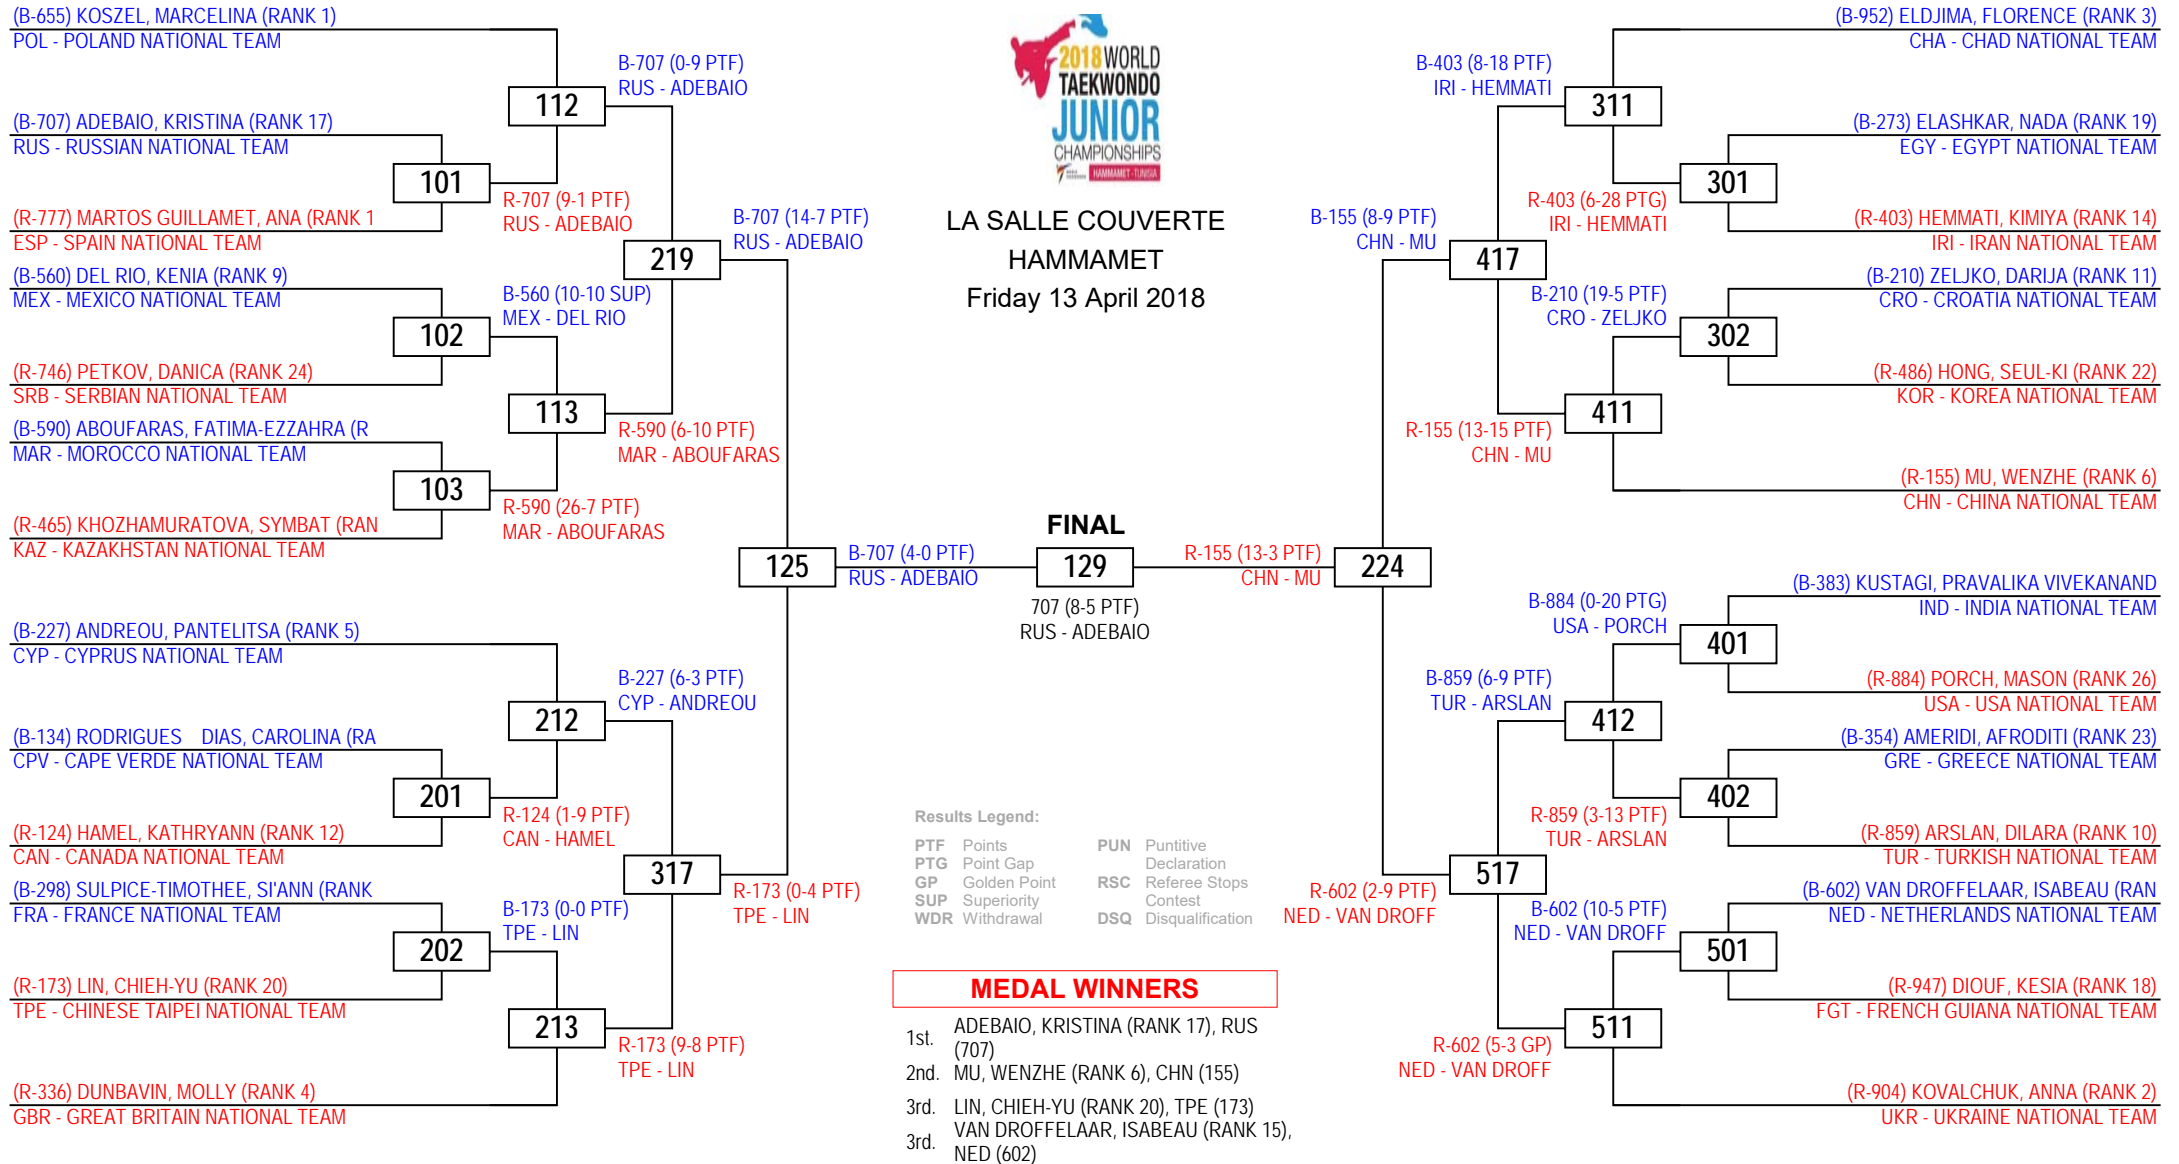 (B-655) KOSZEL, MARCELINA (RANK 1)
POL - POLAND NATIONAL TEAM
(B-707) ADEBAIO, KRISTINA (RANK 17)
RUS - RUSSIAN NATIONAL TEAM
(R-777) MARTOS GUILLAMET, ANA (RANK 1
ESP - SPAIN NATIONAL TEAM
(B-560) DEL RIO, KENIA (RANK 9)
MEX - MEXICO NATIONAL TEAM
(R-746) PETKOV, DANICA (RANK 24)
SRB - SERBIAN NATIONAL TEAM
(B-590) ABOUFARAS, FATIMA-EZZAHRA (R
MAR - MOROCCO NATIONAL TEAM
(R-465) KHOZHAMURATOVA, SYMBAT (RAN
KAZ - KAZAKHSTAN NATIONAL TEAM
(B-227) ANDREOU, PANTELITSA (RANK 5)
CYP - CYPRUS NATIONAL TEAM
(B-134) RODRIGUES DIAS, CAROLINA (RA
CPV - CAPE VERDE NATIONAL TEAM
(R-124) HAMEL, KATHRYANN (RANK 12)
CAN - CANADA NATIONAL TEAM
(B-298) SULPICE-TIMOTHEE, SI'ANN (RANK
FRA - FRANCE NATIONAL TEAM
(R-173) LIN, CHIEH-YU (RANK 20)
TPE - CHINESE TAIPEI NATIONAL TEAM
(R-336) DUNBAVIN, MOLLY (RANK 4)
GBR - GREAT BRITAIN NATIONAL TEAM
101
R-707 (9-1 PTF)
RUS - ADEBAIO
102
B-560 (10-10 SUP)
MEX - DEL RIO
103
R-590 (26-7 PTF)
MAR - ABOUFARAS
201
R-124 (1-9 PTF)
CAN - HAMEL
202
B-173 (0-0 PTF)
TPE - LIN
112
B-707 (0-9 PTF)
RUS - ADEBAIO
113
R-590 (6-10 PTF)
MAR - ABOUFARAS
212
B-227 (6-3 PTF)
CYP - ANDREOU
213
R-173 (9-8 PTF)
TPE - LIN
219
B-707 (14-7 PTF)
RUS - ADEBAIO
317
R-173 (0-4 PTF)
TPE - LIN
125
B-707 (4-0 PTF)
RUS - ADEBAIO
2018 WORLD
TAEKWONDO
JUNIOR
CHAMPIONSHIPS
HAMMAMET - TUNISIA
LA SALLE COUVERTE
HAMMAMET
Friday 13 April 2018
FINAL
129
707 (8-5 PTF)
RUS - ADEBAIO
Results Legend:
PTF Points
PTG Point Gap
GP Golden Point
SUP Superiority
WDR Withdrawal
PUN Puntitive
Declaration
RSC Referee Stops
Contest
DSQ Disqualification
MEDAL WINNERS
1st. ADEBAIO, KRISTINA (RANK 17), RUS
(707)
2nd. MU, WENZHE (RANK 6), CHN (155)
3rd. LIN, CHIEH-YU (RANK 20), TPE (173)
3rd. VAN DROFFELAAR, ISABEAU (RANK 15),
NED (602)
R-155 (13-3 PTF)
CHN - MU
224
B-155 (8-9 PTF)
CHN - MU
417
R-602 (2-9 PTF)
NED - VAN DROFF
517
B-403 (8-18 PTF)
IRI - HEMMATI
311
R-155 (13-15 PTF)
CHN - MU
411
B-859 (6-9 PTF)
TUR - ARSLAN
412
R-602 (5-3 GP)
NED - VAN DROFF
511
R-403 (6-28 PTG)
IRI - HEMMATI
301
B-210 (19-5 PTF)
CRO - ZELJKO
302
B-884 (0-20 PTG)
USA - PORCH
401
R-859 (3-13 PTF)
TUR - ARSLAN
402
B-602 (10-5 PTF)
NED - VAN DROFF
501
(B-952) ELDJIMA, FLORENCE (RANK 3)
CHA - CHAD NATIONAL TEAM
(B-273) ELASHKAR, NADA (RANK 19)
EGY - EGYPT NATIONAL TEAM
(R-403) HEMMATI, KIMIYA (RANK 14)
IRI - IRAN NATIONAL TEAM
(B-210) ZELJKO, DARIJA (RANK 11)
CRO - CROATIA NATIONAL TEAM
(R-486) HONG, SEUL-KI (RANK 22)
KOR - KOREA NATIONAL TEAM
(R-155) MU, WENZHE (RANK 6)
CHN - CHINA NATIONAL TEAM
(B-383) KUSTAGI, PRAVALIKA VIVEKANAND
IND - INDIA NATIONAL TEAM
(R-884) PORCH, MASON (RANK 26)
USA - USA NATIONAL TEAM
(B-354) AMERIDI, AFRODITI (RANK 23)
GRE - GREECE NATIONAL TEAM
(R-859) ARSLAN, DILARA (RANK 10)
TUR - TURKISH NATIONAL TEAM
(B-602) VAN DROFFELAAR, ISABEAU (RAN
NED - NETHERLANDS NATIONAL TEAM
(R-947) DIOUF, KESIA (RANK 18)
FGT - FRENCH GUIANA NATIONAL TEAM
(R-904) KOVALCHUK, ANNA (RANK 2)
UKR - UKRAINE NATIONAL TEAM